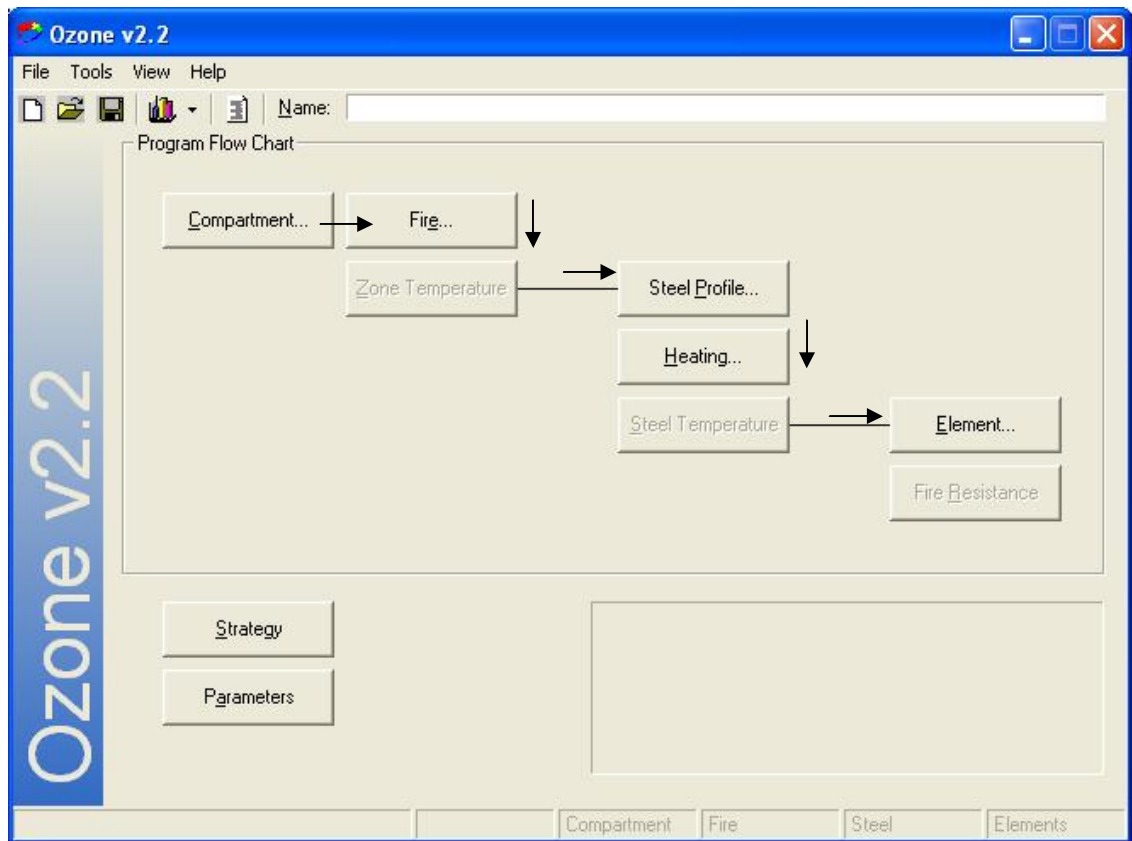 Ozone v2.2
File Tools View Help
Name:
Program Flow Chart
Compartment... Fire...
Zone Temperature Steel Profile...
Heating...
Steel Temperature Element...
Fire Resistance
Strategy
Parameters
Ozone v2.2
Compartment Fire Steel Elements